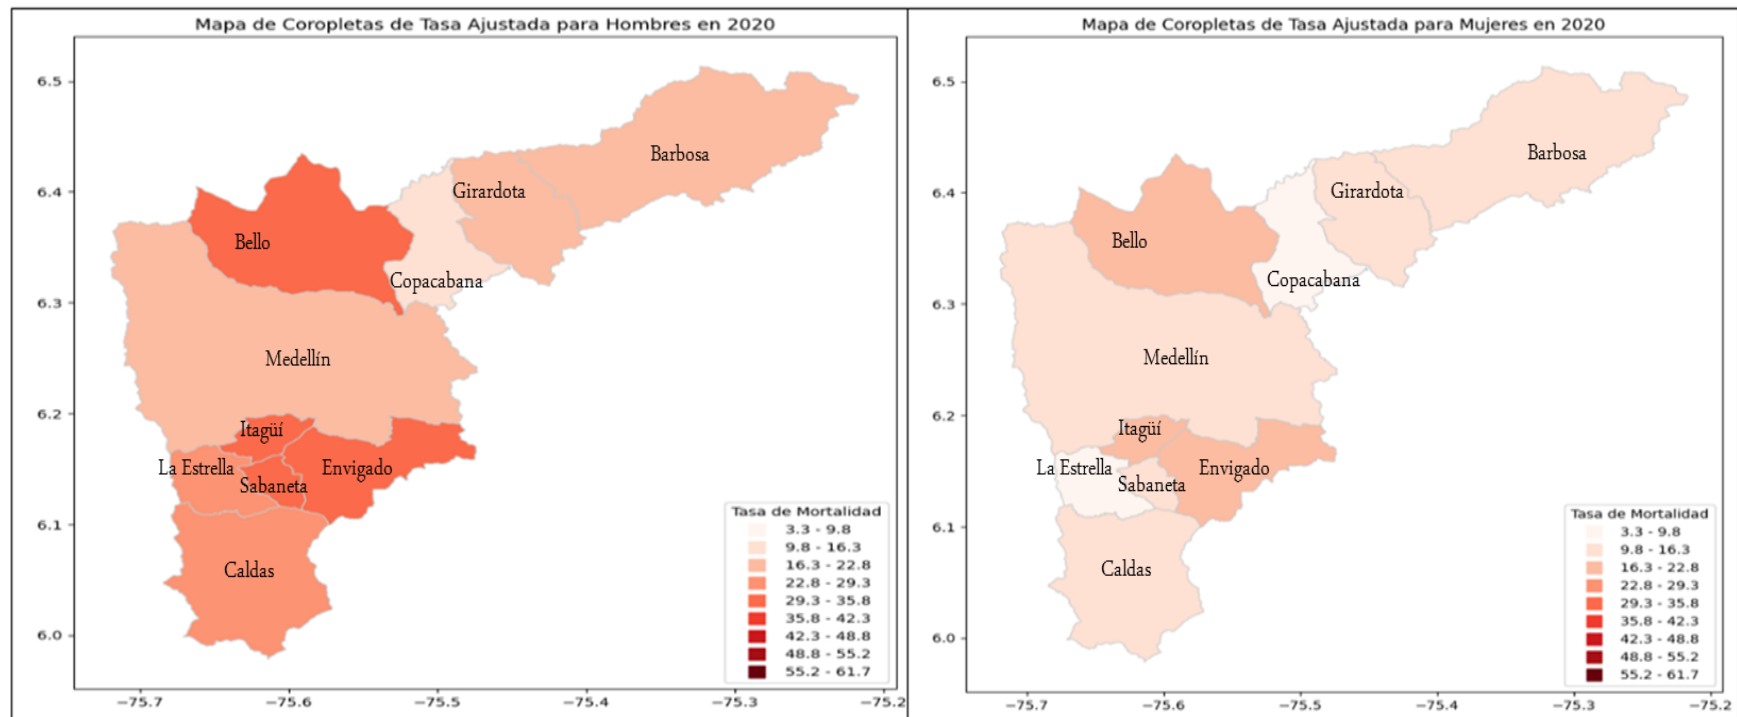 Mapa de Coropletas de Tasa Ajustada para Hombres en 2020
6.5
6.4
6.3
6.2
6.1
6.0
Barbosa
Girardota
Bello
Copacabana
Medellín
Itagüí
La Estrella
Envigado
Sabaneta
Caldas
Tasa de Mortalidad
3.3 - 9.8
9.8 - 16.3
16.3 - 22.8
22.8 - 29.3
29.3 - 35.8
35.8 - 42.3
42.3 - 48.8
48.8 - 55.2
55.2 - 61.7
−75.7 −75.6 −75.5 −75.4 −75.3 −75.2
Mapa de Coropletas de Tasa Ajustada para Mujeres en 2020
6.5
6.4
6.3
6.2
6.1
6.0
Barbosa
Girardota
Bello
Copacabana
Medellín
Itagüí
La Estrella
Envigado
Sabaneta
Caldas
Tasa de Mortalidad
3.3 - 9.8
9.8 - 16.3
16.3 - 22.8
22.8 - 29.3
29.3 - 35.8
35.8 - 42.3
42.3 - 48.8
48.8 - 55.2
55.2 - 61.7
−75.7 −75.6 −75.5 −75.4 −75.3 −75.2